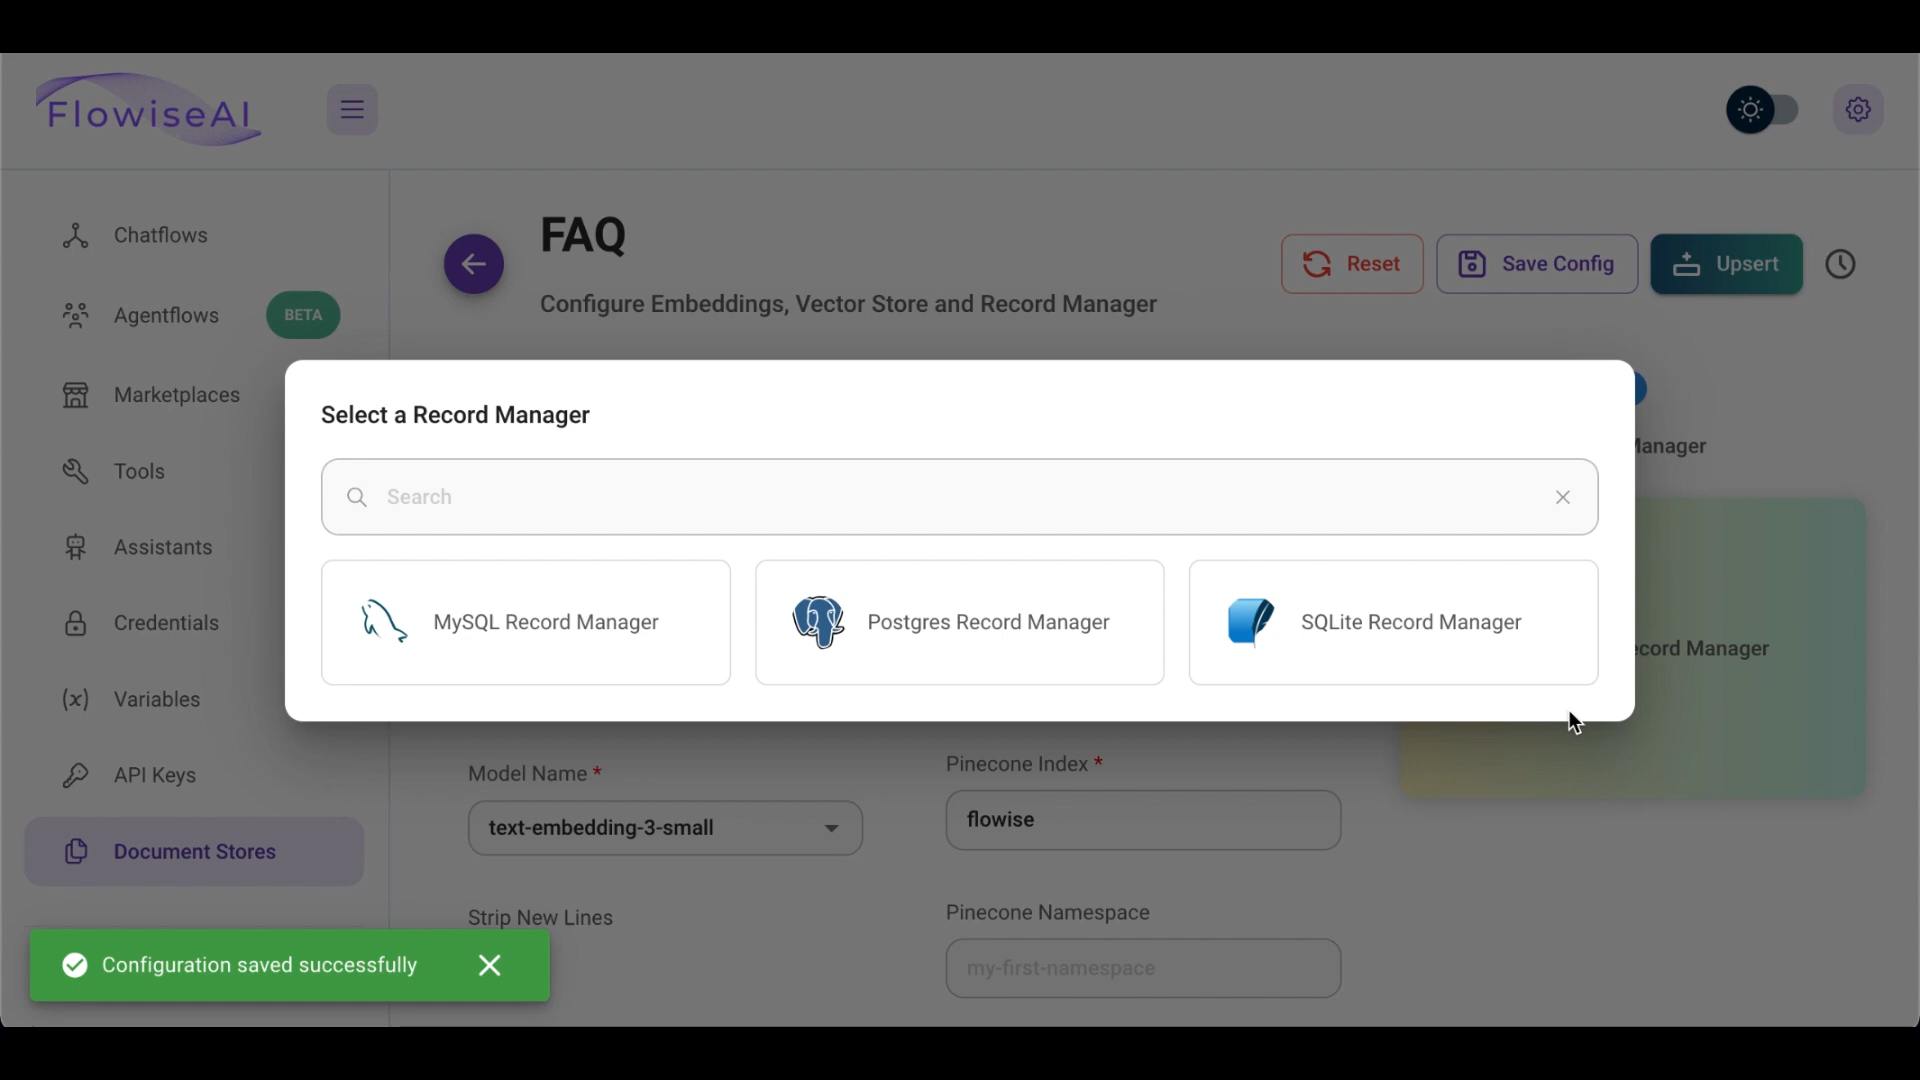 FlowiseAI
Chatflows
Agentflows
BETA
Marketplaces
Tools
Assistants
Credentials
Variables
API Keys
Document Stores
FAQ
Configure Embeddings, Vector Store and Record Manager
Reset
Save Config
Upsert
Select a Record Manager
Search
MySQL Record Manager
Postgres Record Manager
SQLite Record Manager
Manager
Record Manager
Model Name *
text-embedding-3-small
Strip New Lines
Pinecone Index *
flowise
Pinecone Namespace
my-first-namespace
Configuration saved successfully